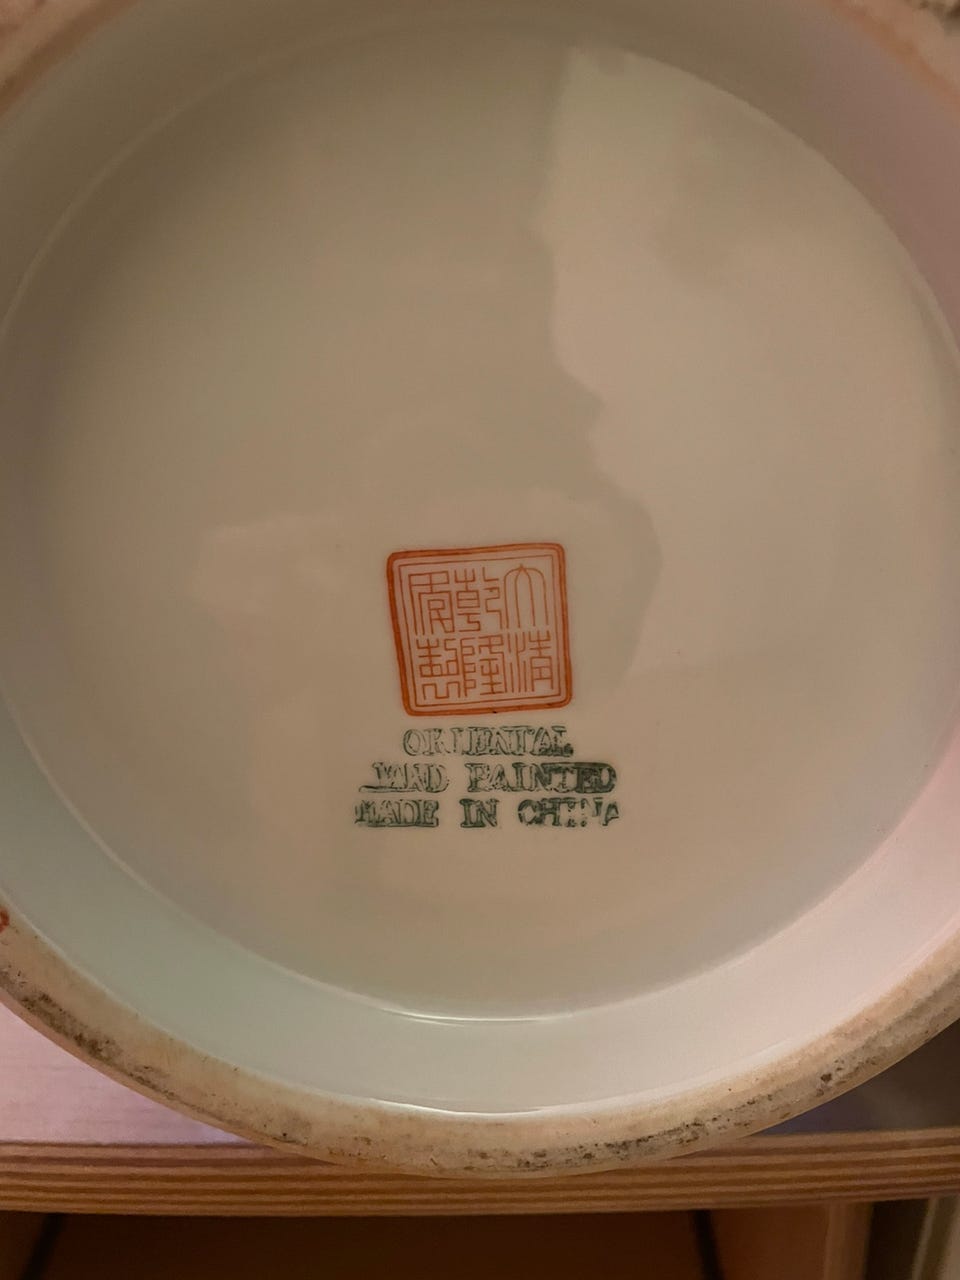 大清
乾隆
年製
ORIENTAL
HAND PAINTED
MADE IN CHINA